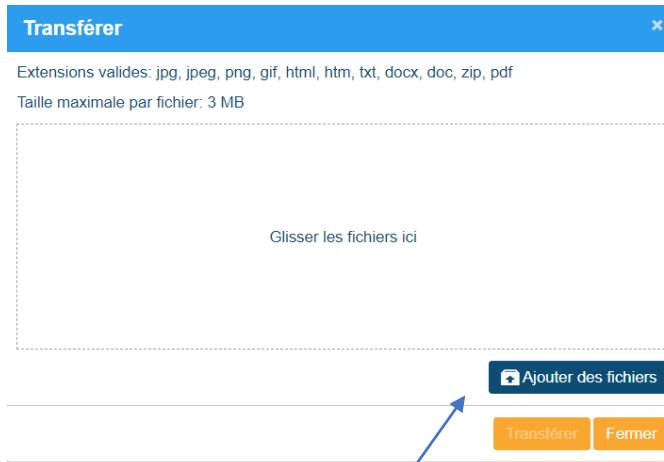 Transférer
×
Extensions valides: jpg, jpeg, png, gif, html, htm, txt, docx, doc, zip, pdf
Taille maximale par fichier: 3 MB
Glisser les fichiers ici
Ajouter des fichiers
Transférer Fermer